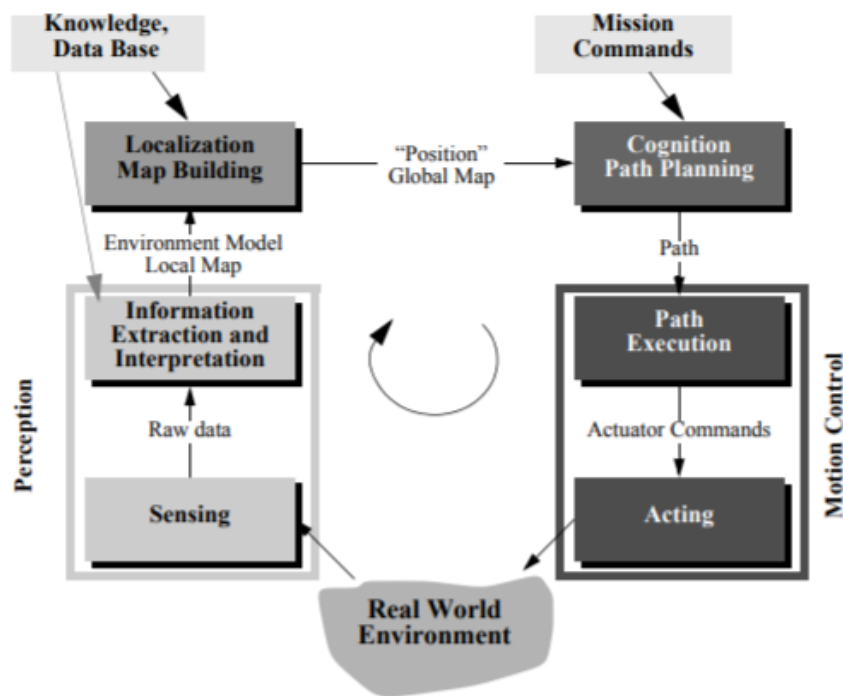 Knowledge,
Data Base
Mission
Commands
Localization
Map Building
“Position”
Global Map
Cognition
Path Planning
Environment Model
Local Map
Path
Information
Extraction and
Interpretation
Path
Execution
Perception
Raw data
Actuator Commands
Motion Control
Sensing
Acting
Real World
Environment